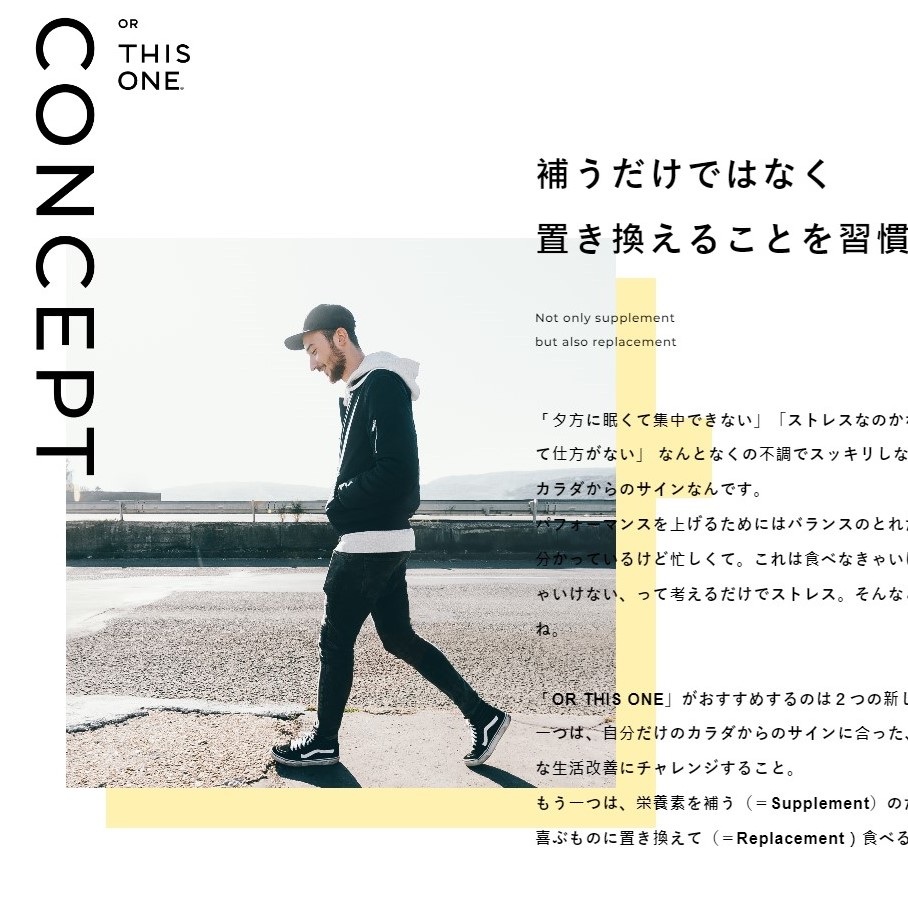 CONCEPT
OR
THIS
ONE.
補うだけではなく
置き換えることを習慣
Not only supplement
but also replacement
「夕方に眠くて集中できない」「ストレスなのか
て仕方がない」 なんとなくの不調でスッキリしな
カラダからのサインなんです。
パフォーマンスを上げるためにはバランスのとれ
分かっているけど忙しくて。これは食べなきゃい
ゃいけない、って考えるだけでストレス。そんな
ね。
「OR THIS ONE」がおすすめするのは２つの新し
一つは、自分だけのカラダからのサインに合った、
な生活改善にチャレンジすること。
もう一つは、栄養素を補う（＝Supplement）の
喜ぶものに置き換えて（＝Replacement ) 食べる